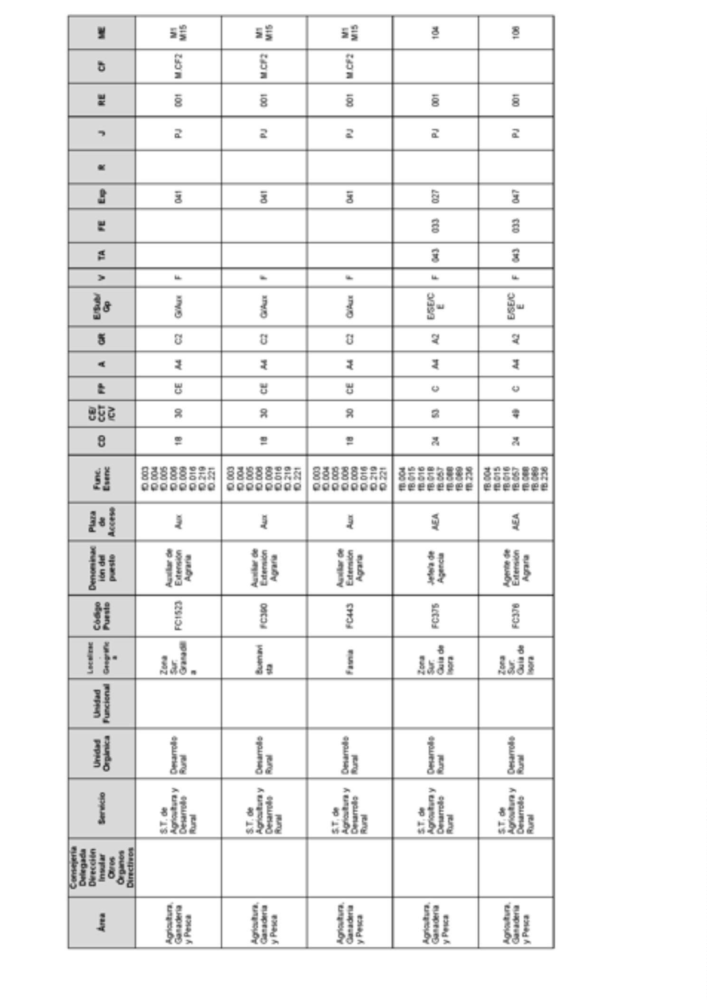 Área
Consejería
Delegada
Dirección
Insular
Otros
Órganos
Directivos
Servicio
Unidad
Orgánica
Unidad
Funcional
Localizac
.
Geográfic
a
Código
Puesto
Denominac
ión del
puesto
Plaza
de
Acceso
Func.
Esenc
CD
CE/
CCT
/CV
FP
A
GR
E/Sub/
Gp
V
TA
FE
Exp
R
J
RE
CF
ME
Agricultura,
Ganadería
y Pesca
S.T. de
Agricultura y
Desarrollo
Rural
Desarrollo
Rural
Zona
Sur:
Granadill
a
FC1523
Auxiliar de
Extensión
Agraria
Aux
fD.003
fD.004
fD.005
fD.006
fD.009
fD.016
fD.219
fD.221
18
30
CE
A4
C2
G/Aux
F
041
PJ
001
M.CF2
M1
M15
Agricultura,
Ganadería
y Pesca
S.T. de
Agricultura y
Desarrollo
Rural
Desarrollo
Rural
Buenavi
sta
FC390
Auxiliar de
Extensión
Agraria
Aux
fD.003
fD.004
fD.005
fD.006
fD.009
fD.016
fD.219
fD.221
18
30
CE
A4
C2
G/Aux
F
041
PJ
001
M.CF2
M1
M15
Agricultura,
Ganadería
y Pesca
S.T. de
Agricultura y
Desarrollo
Rural
Desarrollo
Rural
Fasnia
FC443
Auxiliar de
Extensión
Agraria
Aux
fD.003
fD.004
fD.005
fD.006
fD.009
fD.016
fD.219
fD.221
18
30
CE
A4
C2
G/Aux
F
041
PJ
001
M.CF2
M1
M15
Agricultura,
Ganadería
y Pesca
S.T. de
Agricultura y
Desarrollo
Rural
Desarrollo
Rural
Zona
Sur:
Guía de
Isora
FC375
Jefe/a de
Agencia
AEA
fB.004
fB.015
fB.016
fB.018
fB.057
fB.088
fB.089
fB.236
24
53
C
A4
A2
E/SE/C
E
F
043
033
027
PJ
001
104
Agricultura,
Ganadería
y Pesca
S.T. de
Agricultura y
Desarrollo
Rural
Desarrollo
Rural
Zona
Sur:
Guía de
Isora
FC376
Agente de
Extensión
Agraria
AEA
fB.004
fB.015
fB.016
fB.057
fB.088
fB.089
fB.236
24
49
C
A4
A2
E/SE/C
E
F
043
033
047
PJ
001
106